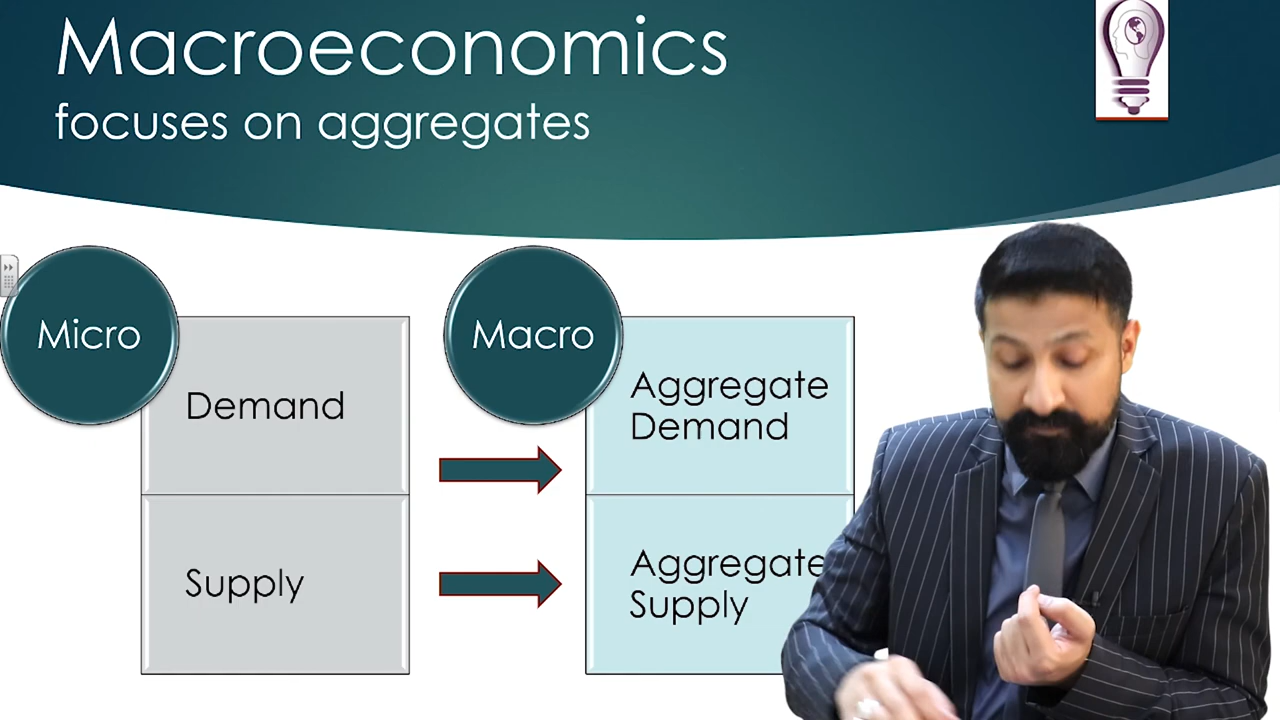 Macroeconomics
focuses on aggregates
Micro
Demand
Supply
Macro
Aggregate
Demand
Aggregate
Supply